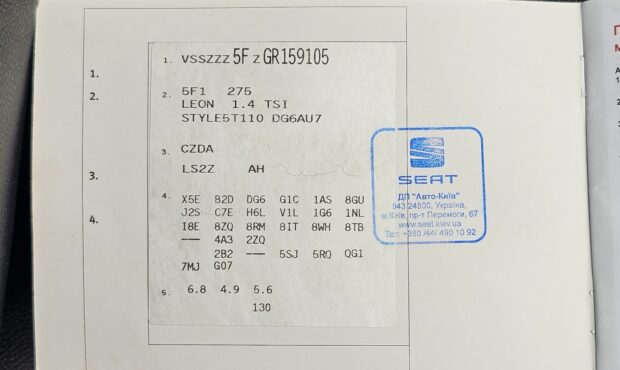 1.
2.
3.
4.
1. VSSZZZ 5F Z GR159105
2. 5F1 275
LEON 1.4 TSI
STYLE5T110 DG6AU7
3. CZDA
LS2Z AH
4. X5E B2D DG6 G1C 1AS 8GU
J2S C7E H6L V1L 1G6 1NL
I8E 8ZQ 8RM 8IT 8WH 8TB
--- 4A3 2ZQ
2B2 --- 5SJ 5RQ QG1
7MJ G07
5. 6.8 4.9 5.6
130
SEAT
ДП "Авто-Київ"
943 24500, Україна,
м.Київ, пр-т Перемоги, 67
www.seat.kiev.ua
Тел: +380 /44/ 490 10 92